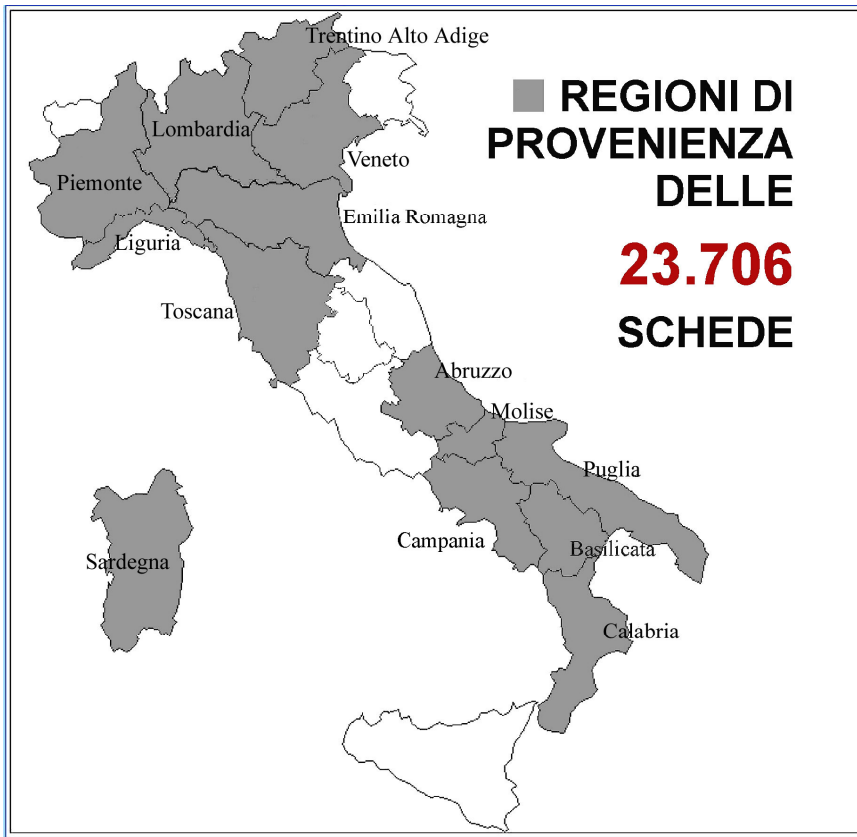 Trentino Alto Adige
REGIONI DI
PROVENIENZA
DELLE
23.706
SCHEDE
Lombardia
Veneto
Piemonte
Emilia Romagna
Liguria
Toscana
Abruzzo
Molise
Puglia
Campania
Basilicata
Sardegna
Calabria